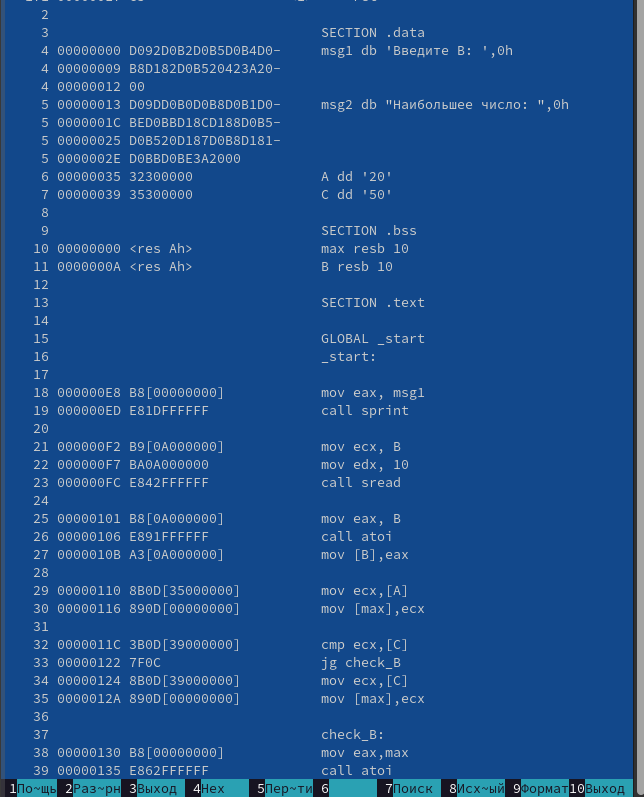 2
3 SECTION .data
4 00000000 D092D0B2D0B5D0B4D0- msg1 db 'Введите B: ',0h
4 00000009 B8D182D0B520423A20-
4 00000012 00
5 00000013 D09DD0B0D0B8D0B1D0- msg2 db "Наибольшее число: ",0h
5 0000001C BED0BBD18CD188D0B5-
5 00000025 D0B520D187D0B8D181-
5 0000002E D0BBD0BE3A2000
6 00000035 32300000 A dd '20'
7 00000039 35300000 C dd '50'
8
9 SECTION .bss
10 00000000 <res Ah> max resb 10
11 0000000A <res Ah> B resb 10
12
13 SECTION .text
14
15 GLOBAL _start
16 _start:
17
18 000000E8 B8[00000000] mov eax, msg1
19 000000ED E81DFFFFFF call sprint
20
21 000000F2 B9[0A000000] mov ecx, B
22 000000F7 BA0A000000 mov edx, 10
23 000000FC E842FFFFFF call sread
24
25 00000101 B8[0A000000] mov eax, B
26 00000106 E891FFFFFF call atoi
27 0000010B A3[0A000000] mov [B],eax
28
29 00000110 8B0D[35000000] mov ecx,[A]
30 00000116 890D[00000000] mov [max],ecx
31
32 0000011C 3B0D[39000000] cmp ecx,[C]
33 00000122 7F0C jg check_B
34 00000124 8B0D[39000000] mov ecx,[C]
35 0000012A 890D[00000000] mov [max],ecx
36
37 check_B:
38 00000130 B8[00000000] mov eax,max
39 00000135 E862FFFFFF call atoi
1По~щь 2Раз~рн 3Выход 4Hex 5Пер~ти 6 7Поиск 8Исх~ый 9Формат 10Выход